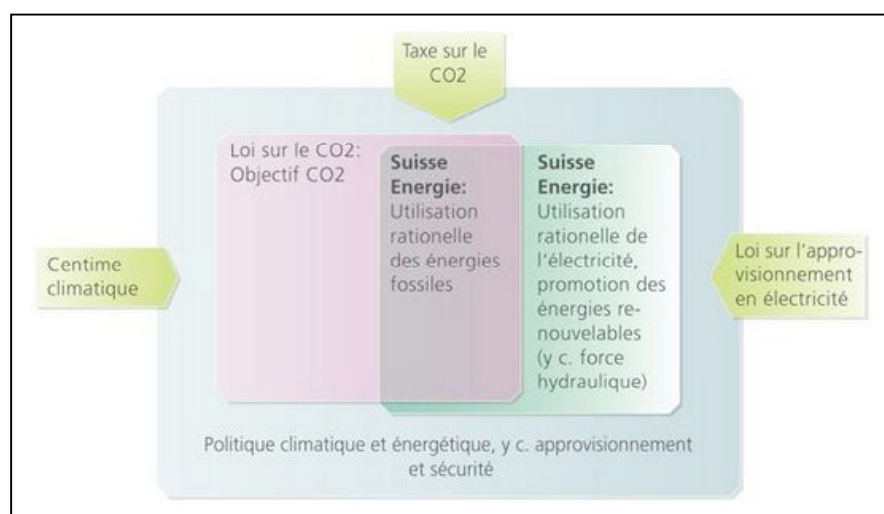 Taxe sur le
CO2
Loi sur le CO2:
Objectif CO2
Suisse
Energie:
Utilisation
rationelle
des énergies
fossiles
Suisse
Energie:
Utilisation
rationelle de
l'électricité,
promotion des
énergies re-
nouvelables
(y c. force
hydraulique)
Centime
climatique
Loi sur l'appro-
visionnement
en électricité
Politique climatique et énergétique, y c. approvisionnement
et sécurité